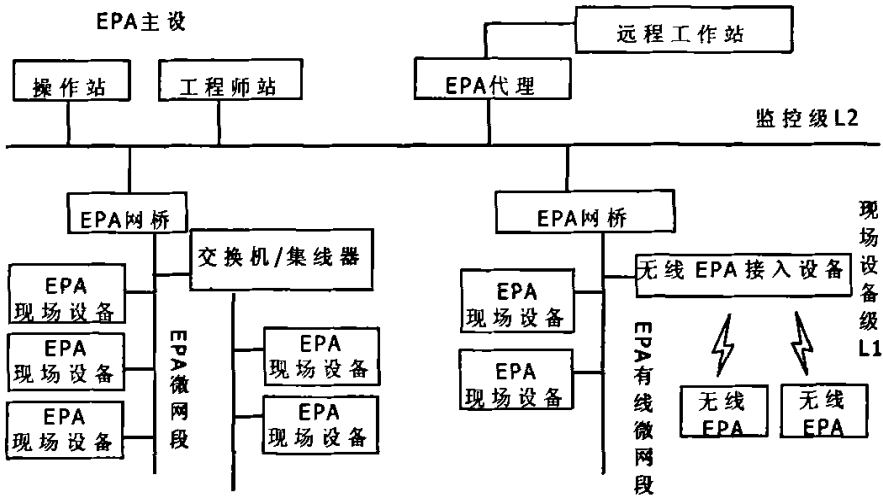 EPA主设
远程工作站
操作站
工程师站
EPA代理
监控级L2
EPA网桥
EPA网桥
现场设备级L1
交换机/集线器
无线EPA接入设备
EPA
现场设备
EPA
现场设备
EPA
现场设备
EPA微网段
EPA
现场设备
EPA
现场设备
EPA
现场设备
EPA
现场设备
EPA有线微网段
无线
EPA
无线
EPA